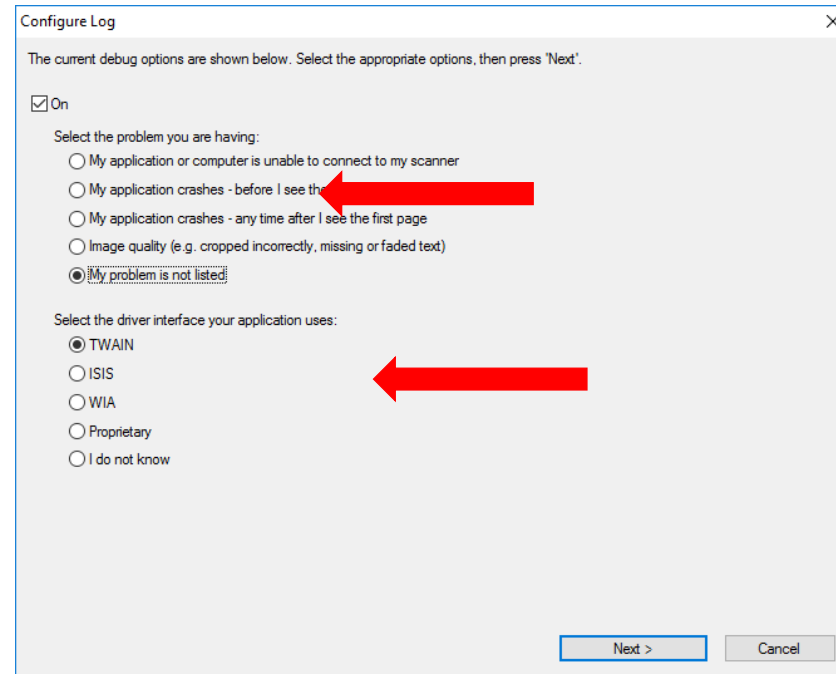 Configure Log
The current debug options are shown below. Select the appropriate options, then press 'Next'.
On
Select the problem you are having:
My application or computer is unable to connect to my scanner
My application crashes - before I see
My application crashes - any time after I see the first page
Image quality (e.g. cropped incorrectly, missing or faded text)
My problem is not listed
Select the driver interface your application uses:
TWAIN
ISIS
WIA
Proprietary
I do not know
Next >
Cancel